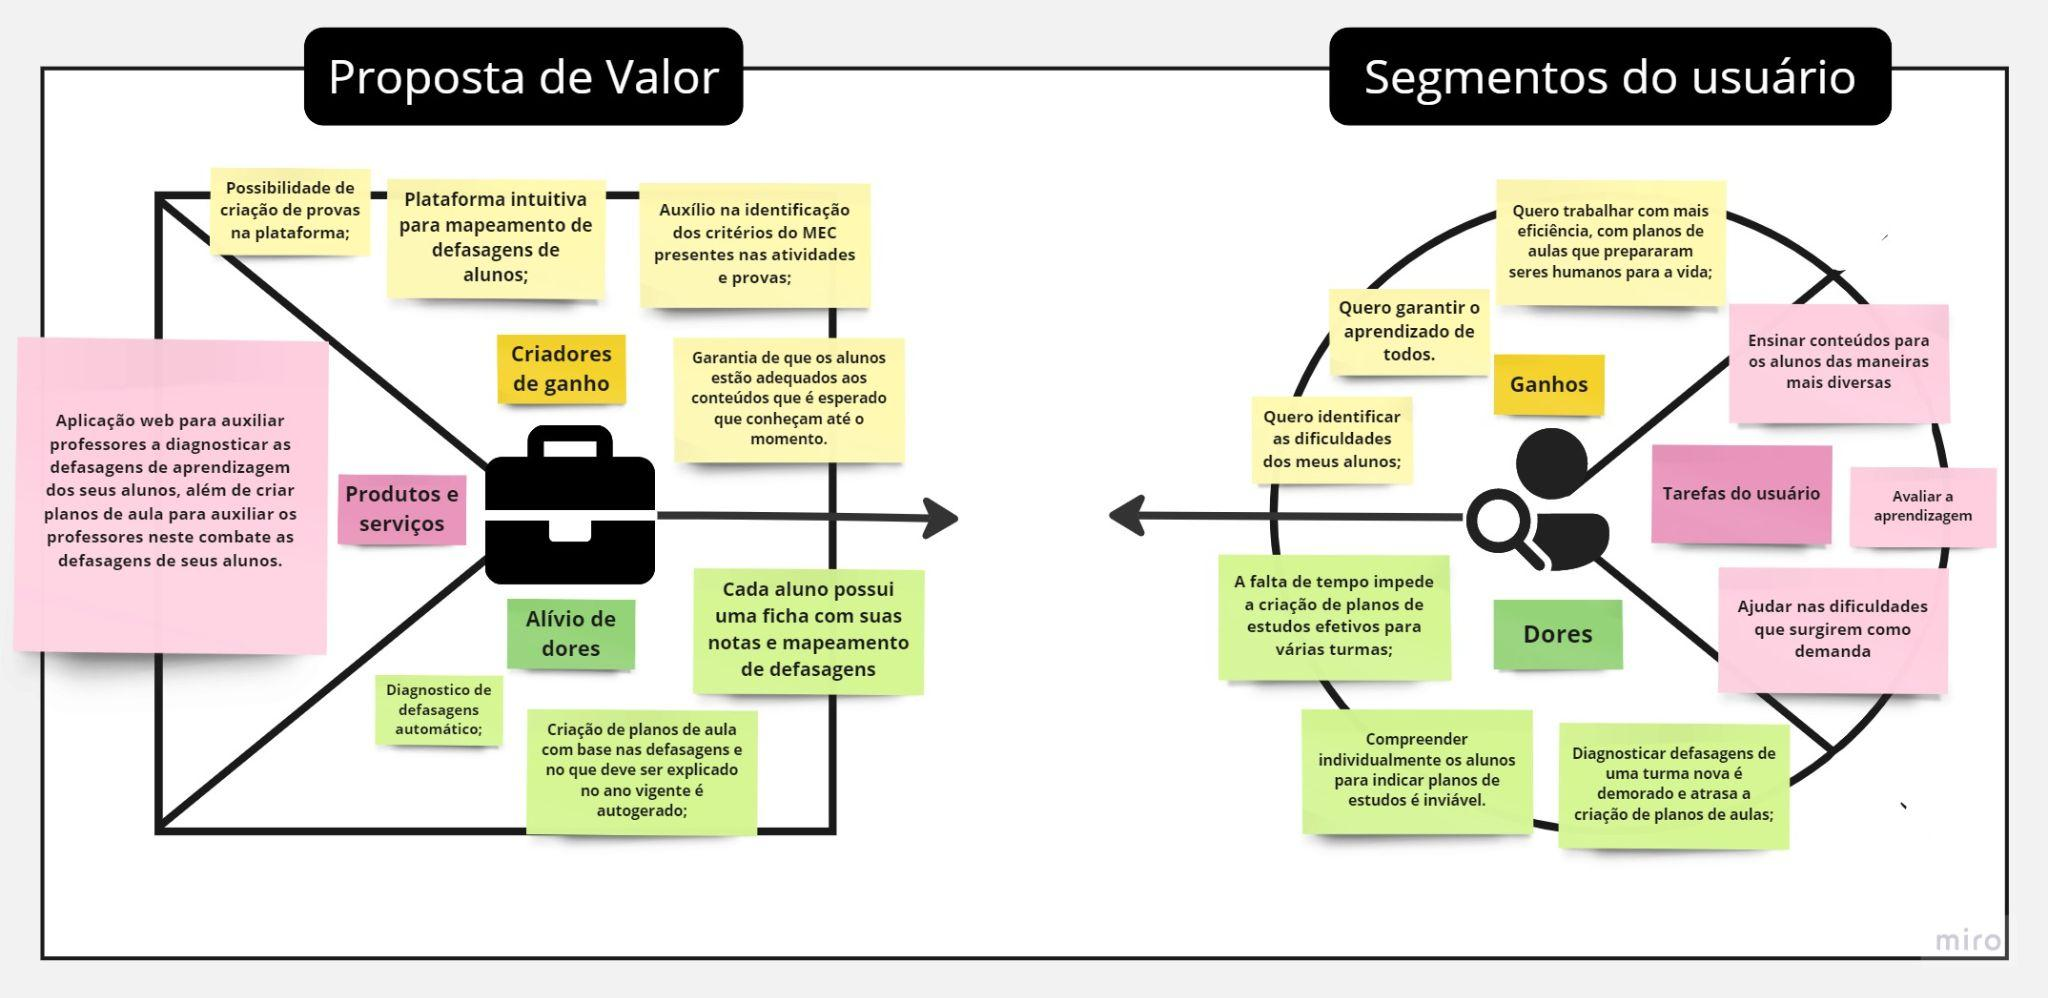 Proposta de Valor
Segmentos do usuário
Possibilidade de
criação de provas
na plataforma;
Plataforma intuitiva
para mapeamento de
defasagens de
alunos;
Auxílio na identificação
dos critérios do MEC
presentes nas atividades
e provas;
Criadores
de ganho
Garantia de que os alunos
estão adequados aos
conteúdos que é esperado
que conheçam até o
momento.
Aplicação web para auxiliar
professores a diagnosticar as
defasagens de aprendizagem
dos seus alunos, além de criar
planos de aula para auxiliar os
professores neste combate as
defasagens de seus alunos.
Produtos e
serviços
Alívio de
dores
Cada aluno possui
uma ficha com suas
notas e mapeamento
de defasagens
Diagnostico de
defasagens
automático;
Criação de planos de aula
com base nas defasagens e
no que deve ser explicado
no ano vigente é
autogerado;
Quero trabalhar com mais
eficiência, com planos de
aulas que prepararam
seres humanos para a vida;
Quero garantir o
aprendizado de
todos.
Ganhos
Quero identificar
as dificuldades
dos meus alunos;
Ensinar conteúdos para
os alunos das maneiras
mais diversas
Tarefas do usuário
Avaliar a
aprendizagem
Ajudar nas dificuldades
que surgirem como
demanda
A falta de tempo impede
a criação de planos de
estudos efetivos para
várias turmas;
Dores
Compreender
individualmente os alunos
para indicar planos de
estudos é inviável.
Diagnosticar defasagens de
uma turma nova é
demorado e atrasa a
criação de planos de aulas;
miro